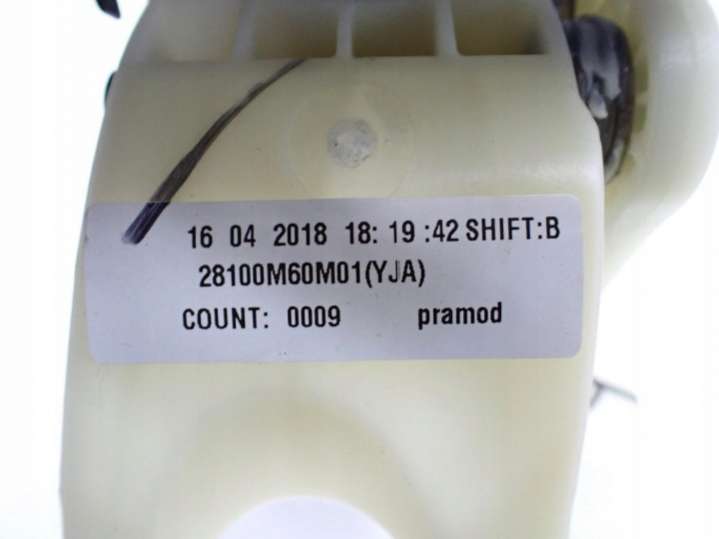 16 04 2018 18: 19 :42 SHIFT:B
28100M60M01(YJA)
COUNT: 0009 pramod